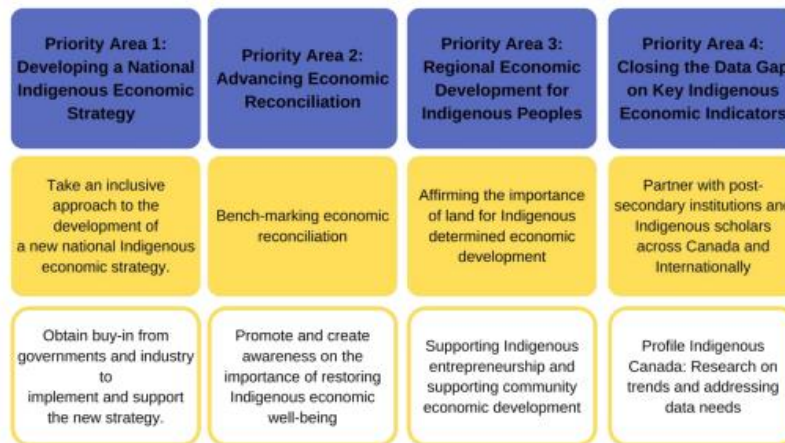 Priority Area 1:
Developing a National
Indigenous Economic
Strategy
Priority Area 2:
Advancing Economic
Reconciliation
Priority Area 3:
Regional Economic
Development for
Indigenous Peoples
Priority Area 4:
Closing the Data Gap
on Key Indigenous
Economic Indicators
Take an inclusive
approach to the
development of
a new national Indigenous
economic strategy.
Bench-marking economic
reconciliation
Affirming the importance
of land for Indigenous
determined economic
development
Partner with post-
secondary institutions and
Indigenous scholars
across Canada and
Internationally
Obtain buy-in from
governments and industry
to
implement and support
the new strategy.
Promote and create
awareness on the
importance of restoring
Indigenous economic
well-being
Supporting Indigenous
entrepreneurship and
supporting community
economic development
Profile Indigenous
Canada: Research on
trends and addressing
data needs